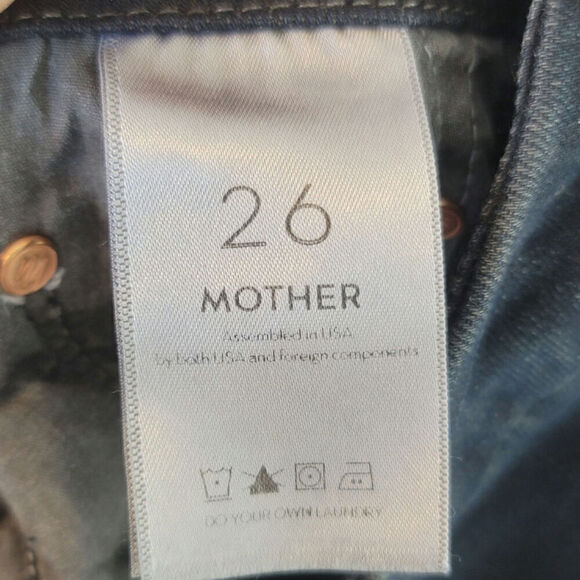 26
MOTHER
Assembled in USA
by both USA and foreign components
DO YOUR OWN LAUNDRY